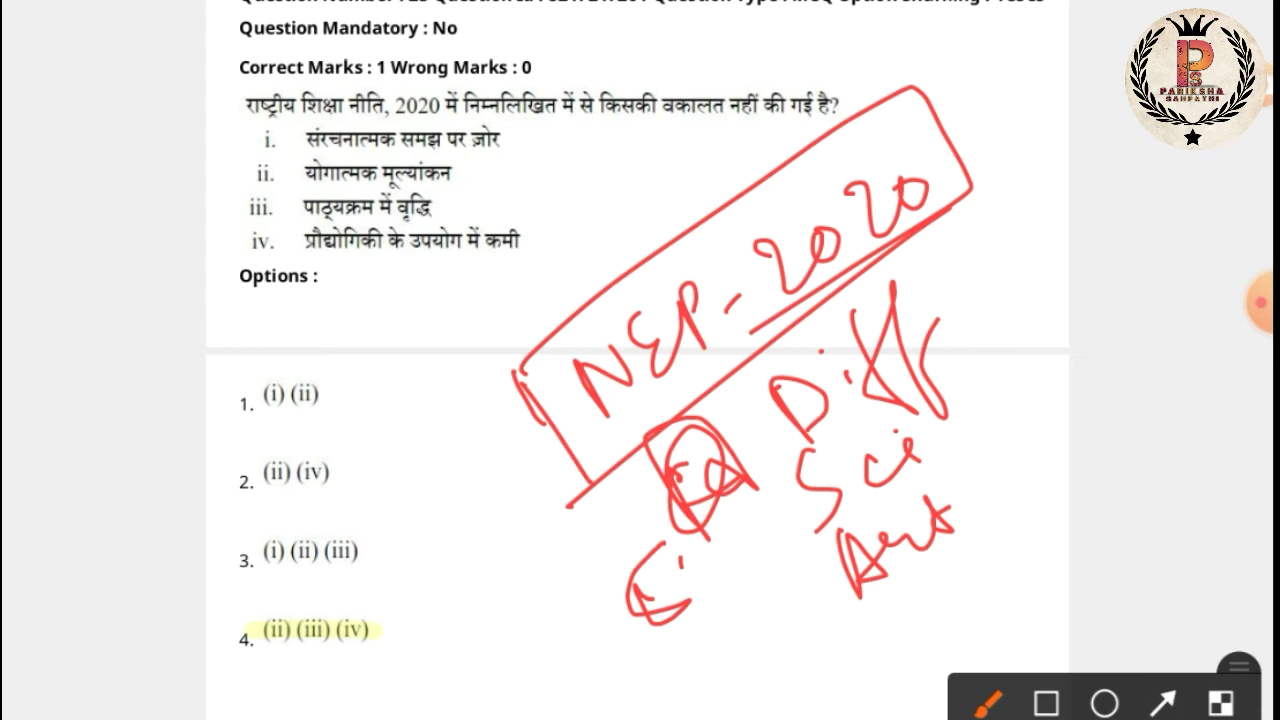 Question Mandatory : No
Correct Marks : 1 Wrong Marks : 0
राष्ट्रीय शिक्षा नीति, 2020 में निम्नलिखित में से किसकी वकालत नहीं की गई है?
i. संरचनात्मक समझ पर ज़ोर
ii. योगात्मक मूल्यांकन
iii. पाठ्यक्रम में वृद्धि
iv. प्रौद्योगिकी के उपयोग में कमी
Options :
1. (i) (ii)
2. (ii) (iv)
3. (i) (ii) (iii)
4. (ii) (iii) (iv)
NEP - 2020
Diff
Sci
Art
PS
PARIKSHA
SANPATHI